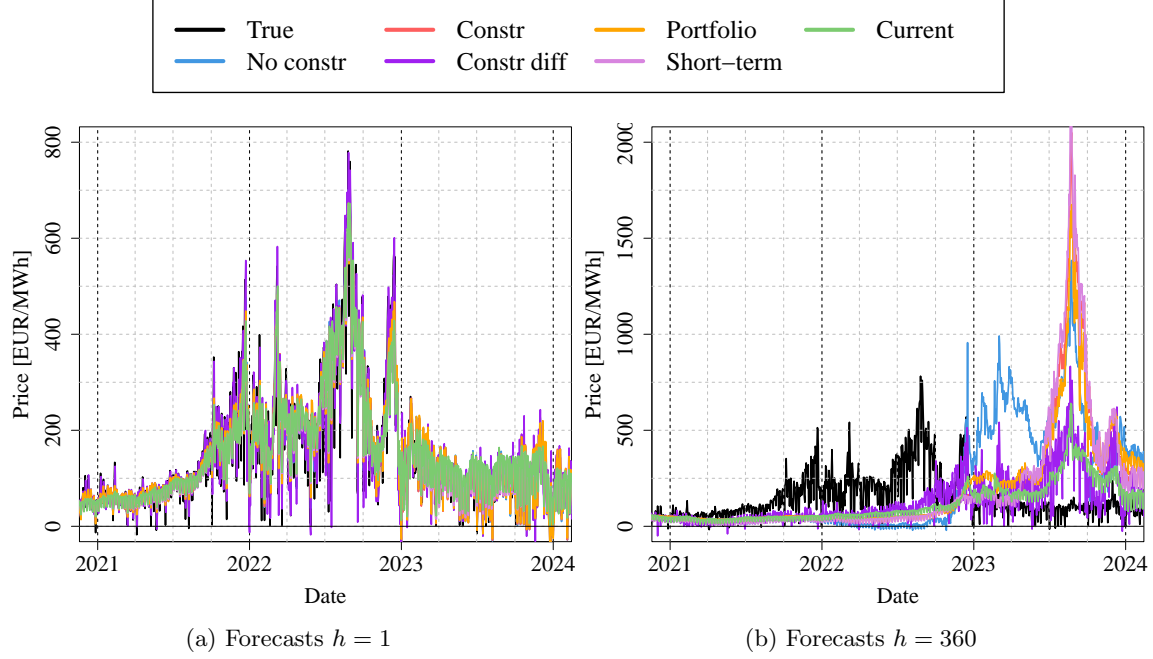 True Constr Portfolio Current
No constr Constr diff Short−term
800
600
400
200
0
Price [EUR/MWh]
2021 2022 2023 2024
Date
(a) Forecasts h = 1
2000
1500
1000
500
0
Price [EUR/MWh]
2021 2022 2023 2024
Date
(b) Forecasts h = 360